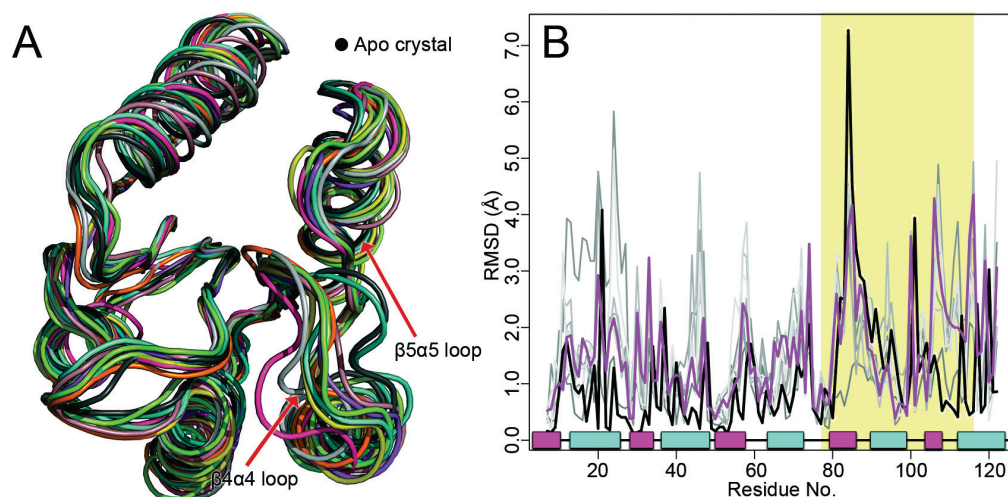 A
● Apo crystal
β5α5 loop
β4α4 loop
B
RMSD (Å)
7.0
6.0
5.0
4.0
3.0
2.0
1.0
0.0
20
40
60
80
100
120
Residue No.